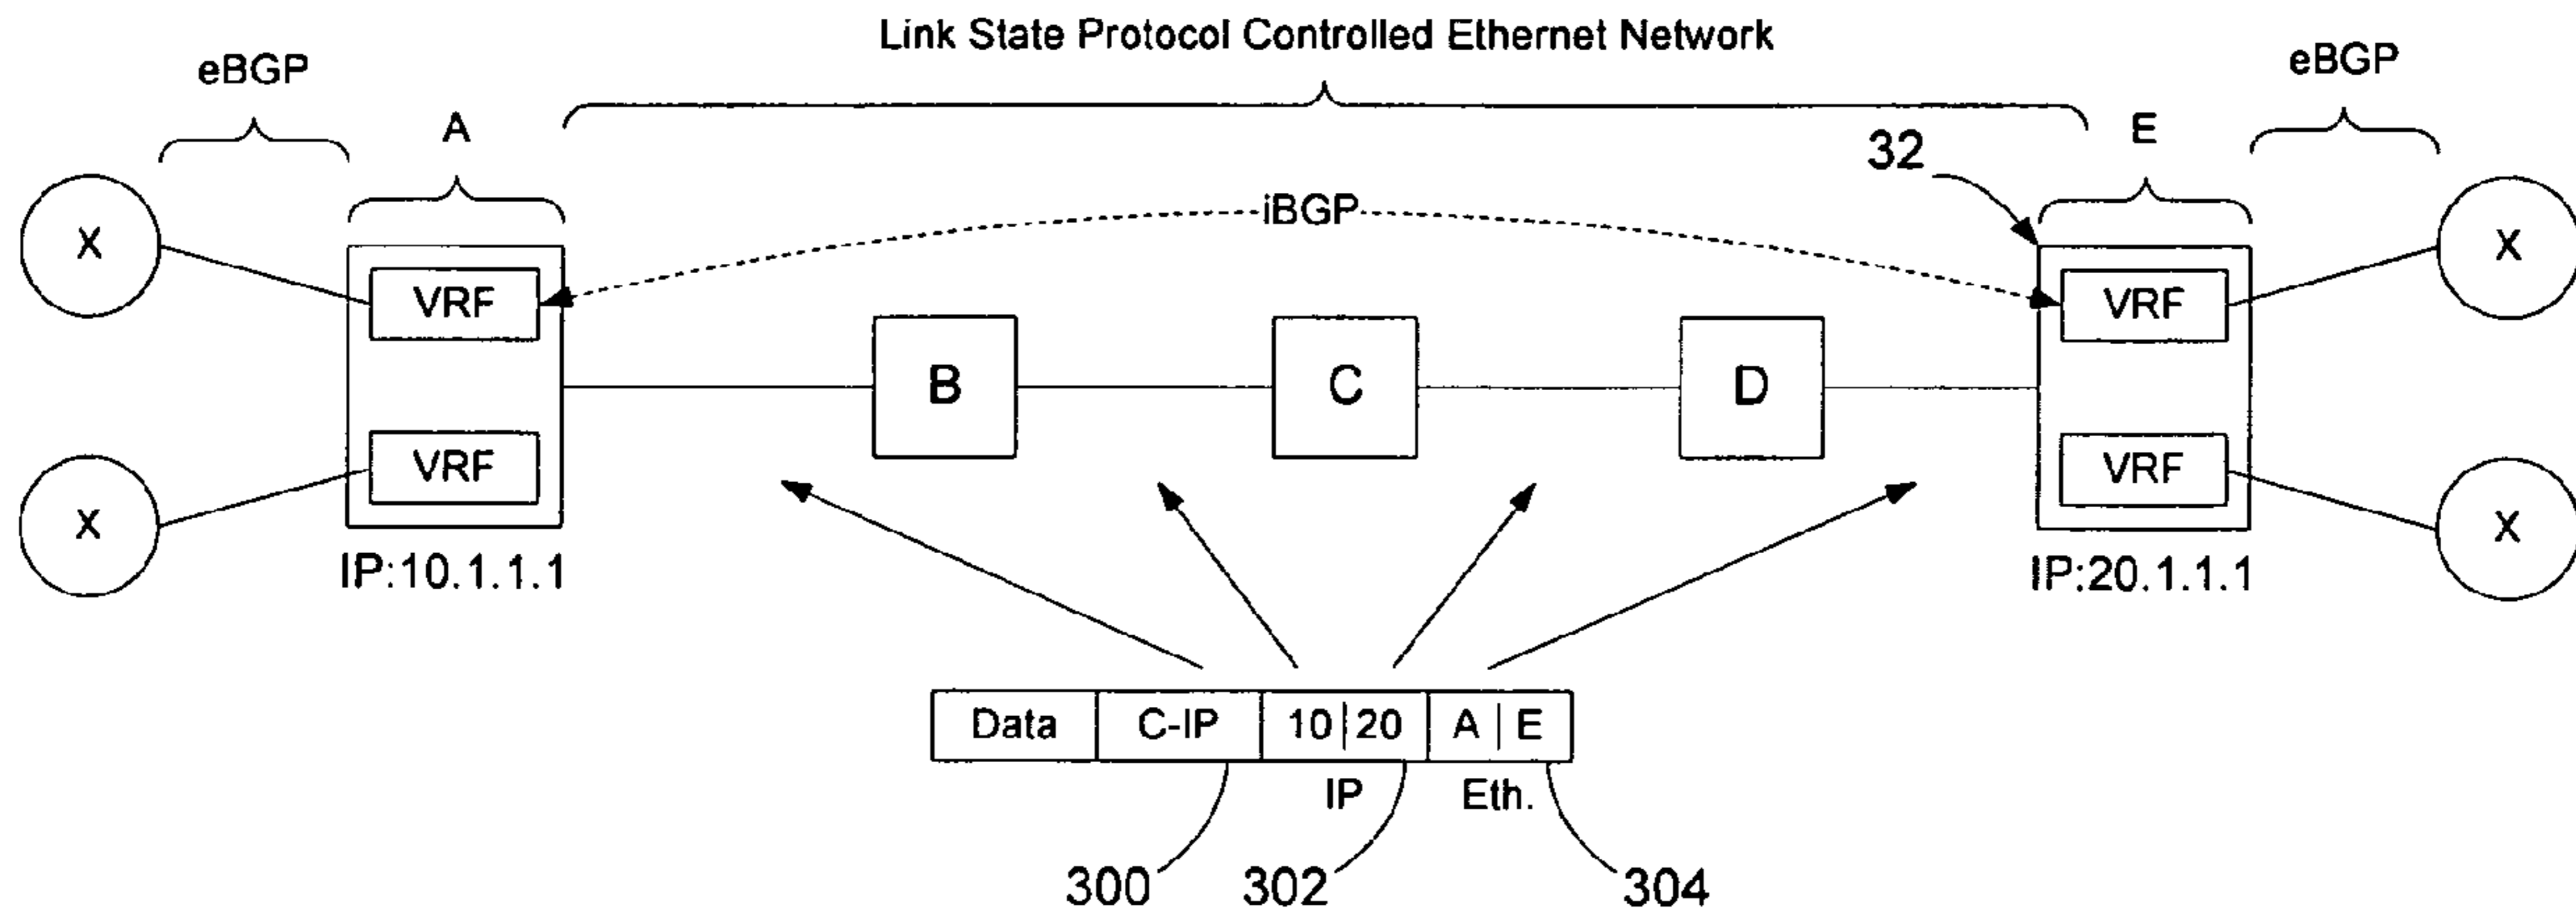 Link State Protocol Controlled Ethernet Network
eBGP
eBGP
A
E
32
iBGP
X
VRF
VRF
X
B
C
D
X
VRF
VRF
X
IP:10.1.1.1
IP:20.1.1.1
Data
C-IP
10|20
A|E
IP
Eth.
300
302
304